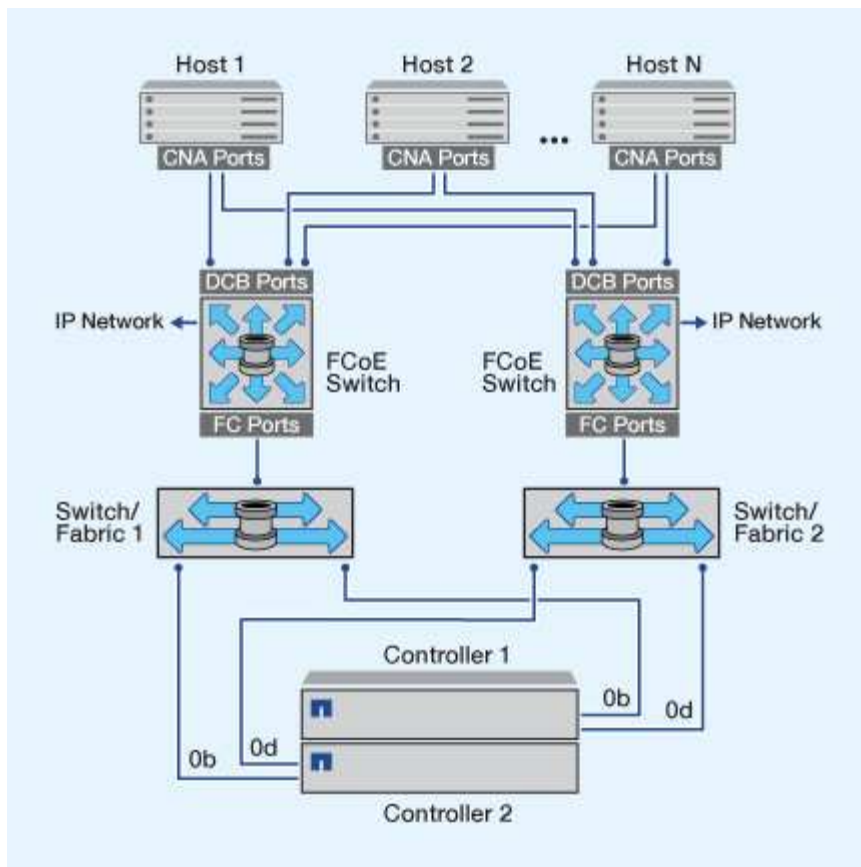 Host 1
Host 2
Host N
...
CNA Ports
CNA Ports
CNA Ports
DCB Ports
DCB Ports
IP Network
IP Network
FCoE
Switch
FCoE
Switch
FC Ports
FC Ports
Switch/
Fabric 1
Switch/
Fabric 2
Controller 1
0b
0d
0d
0b
Controller 2